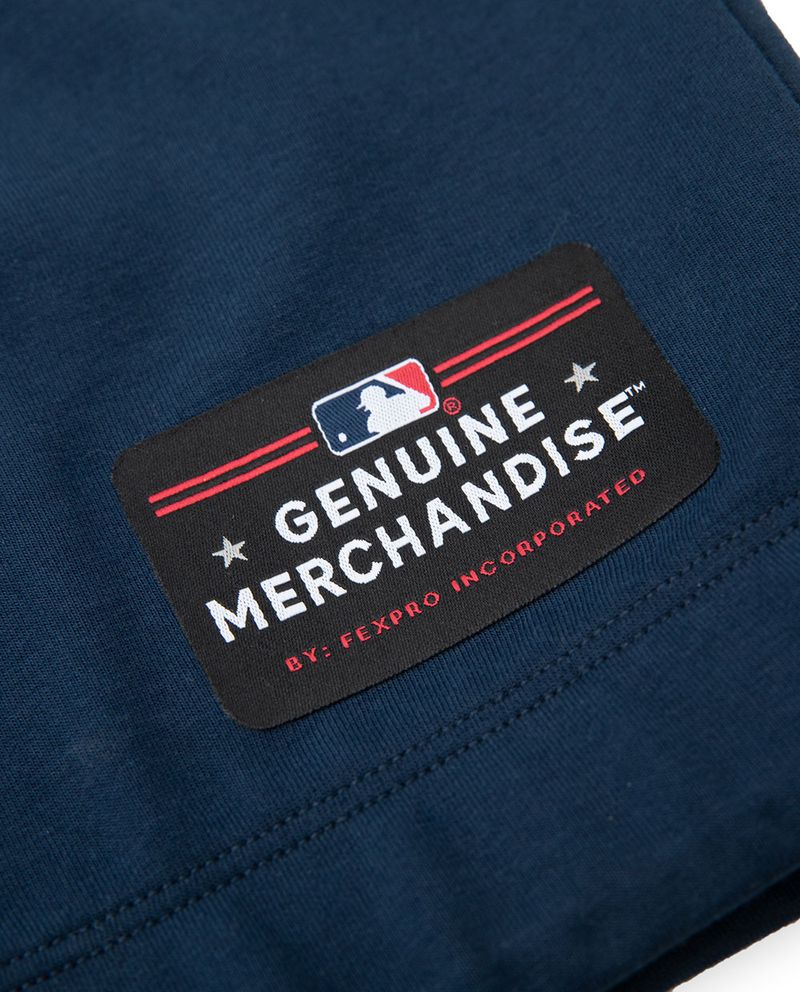 ®
GENUINE
MERCHANDISE™
BY: FEXPRO INCORPORATED